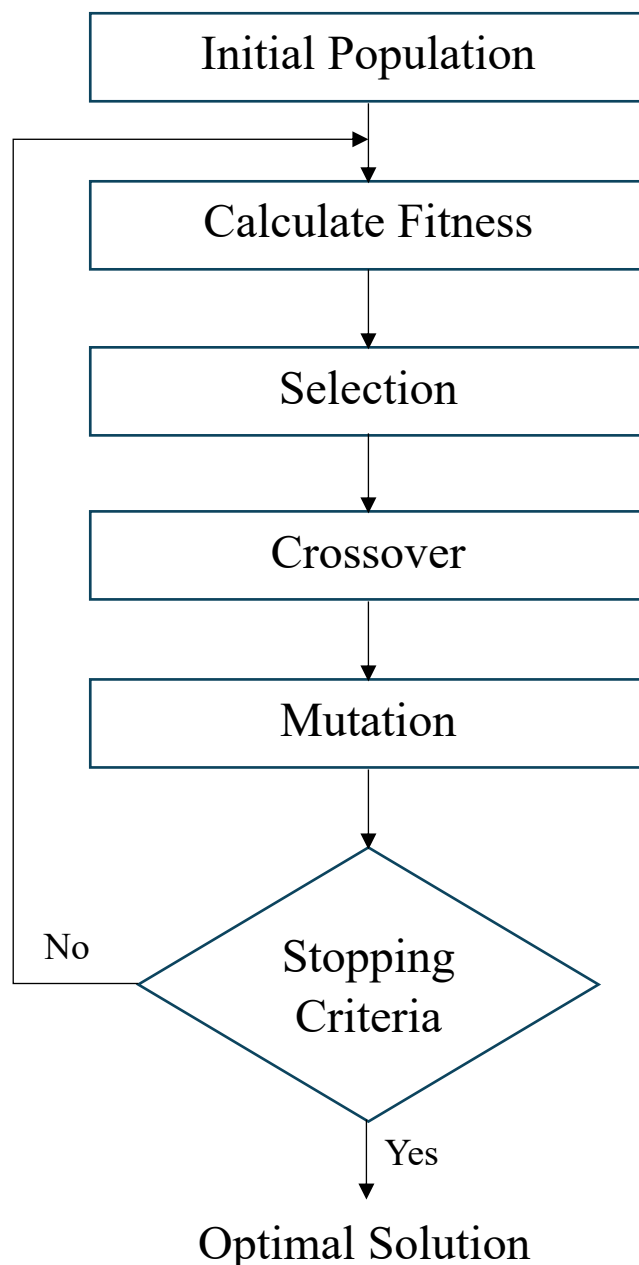 Initial Population
Calculate Fitness
Selection
Crossover
Mutation
Stopping
Criteria
No
Yes
Optimal Solution